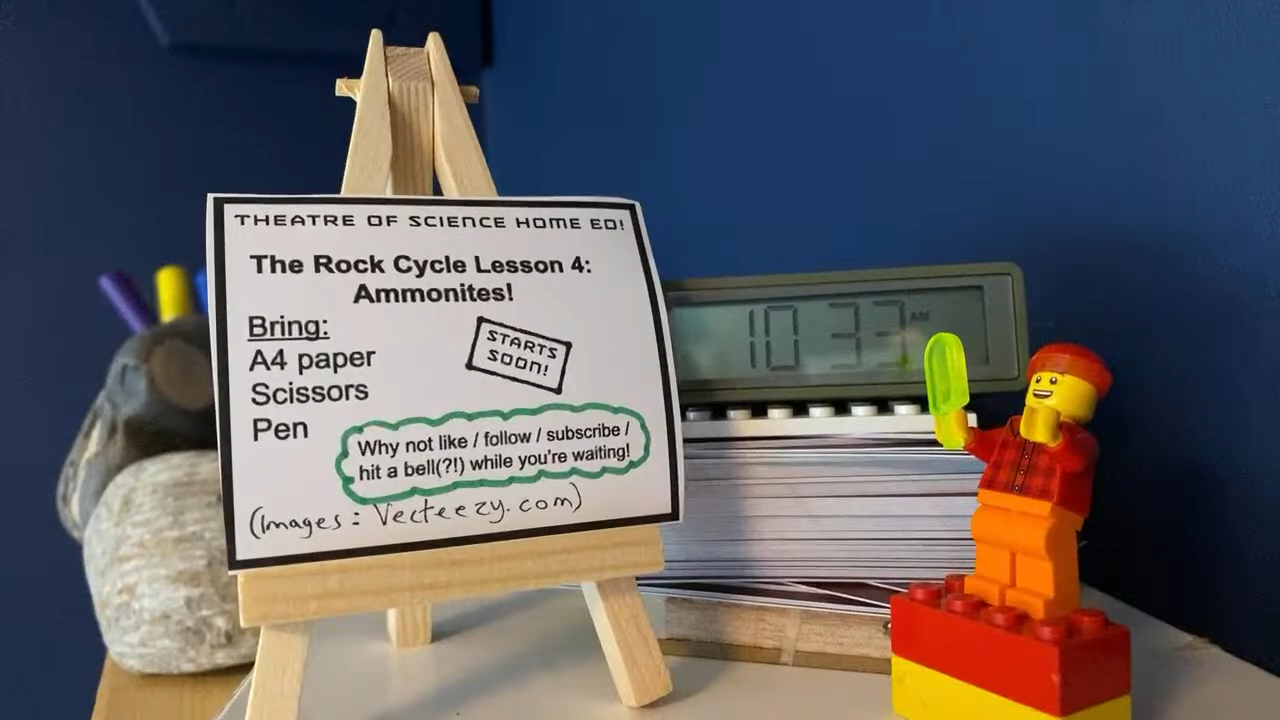 THEATRE OF SCIENCE HOME ED!
The Rock Cycle Lesson 4:
Ammonites!
Bring:
A4 paper
Scissors
Pen
STARTS
SOON!
Why not like / follow / subscribe /
hit a bell(?!) while you're waiting!
(Images: Vecteezy.com)
10 33 AM